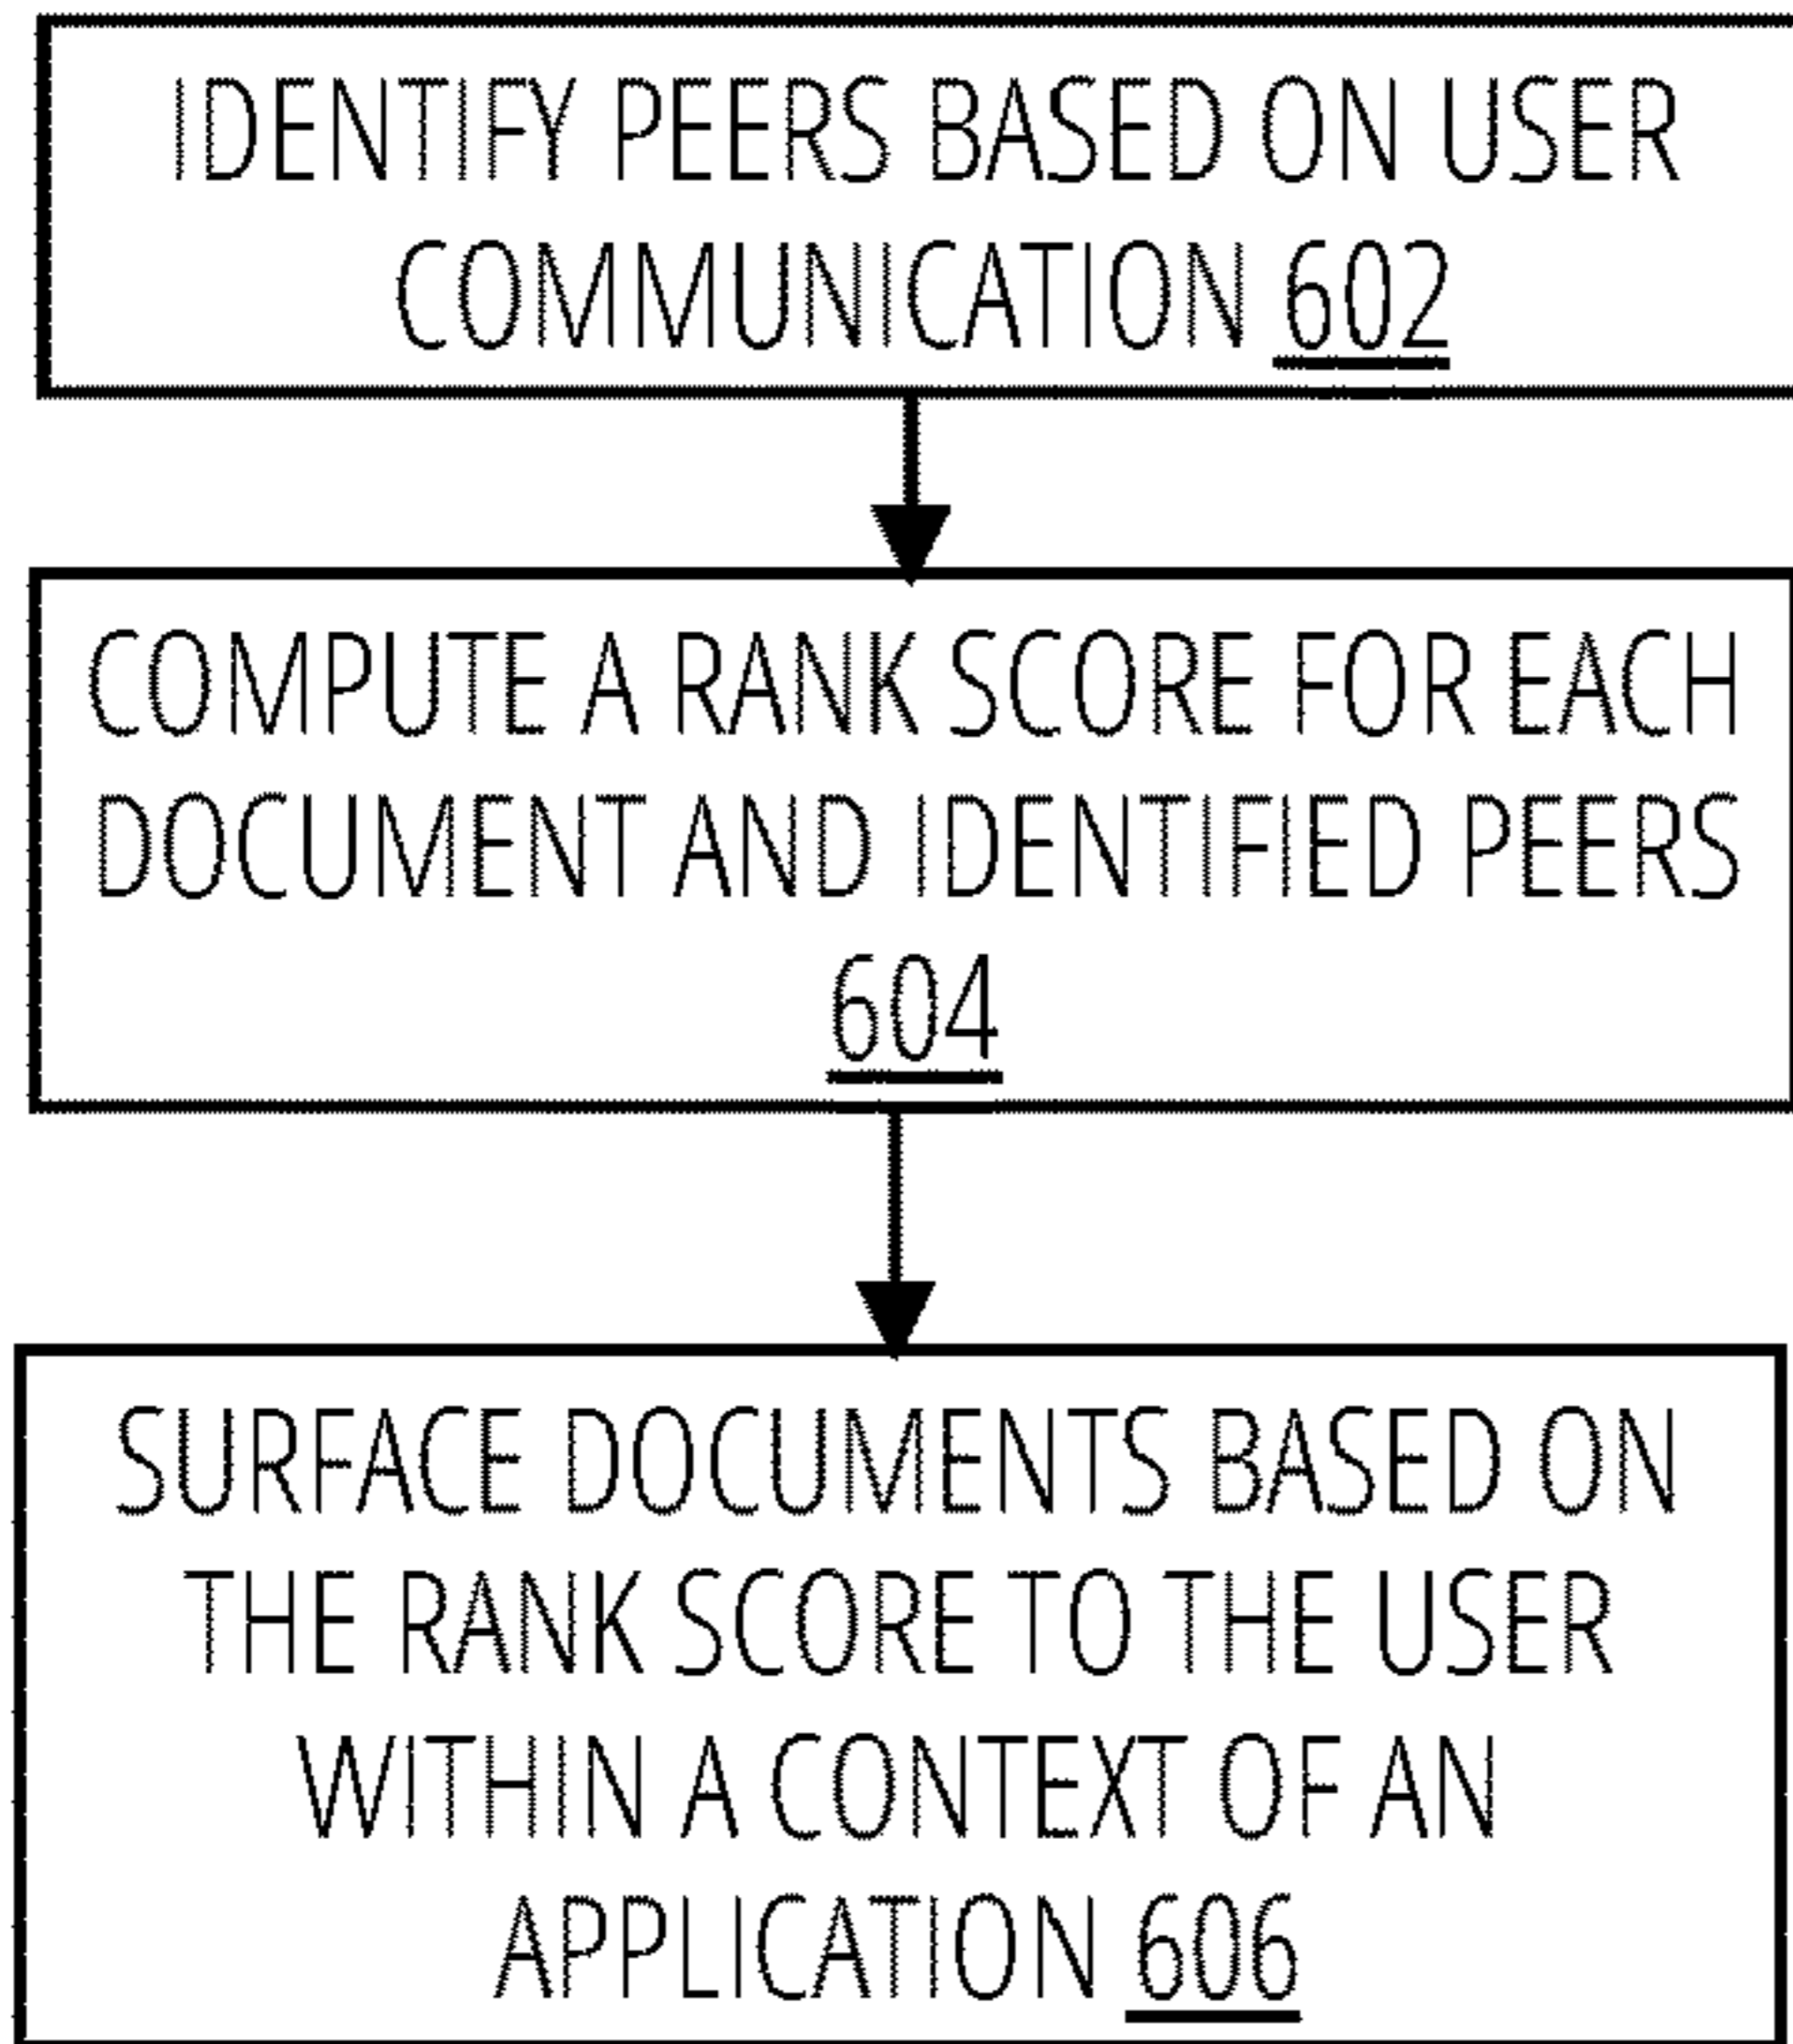 IDENTIFY PEERS BASED ON USER
COMMUNICATION 602
COMPUTE A RANK SCORE FOR EACH
DOCUMENT AND IDENTIFIED PEERS
604
SURFACE DOCUMENTS BASED ON
THE RANK SCORE TO THE USER
WITHIN A CONTEXT OF AN
APPLICATION 606